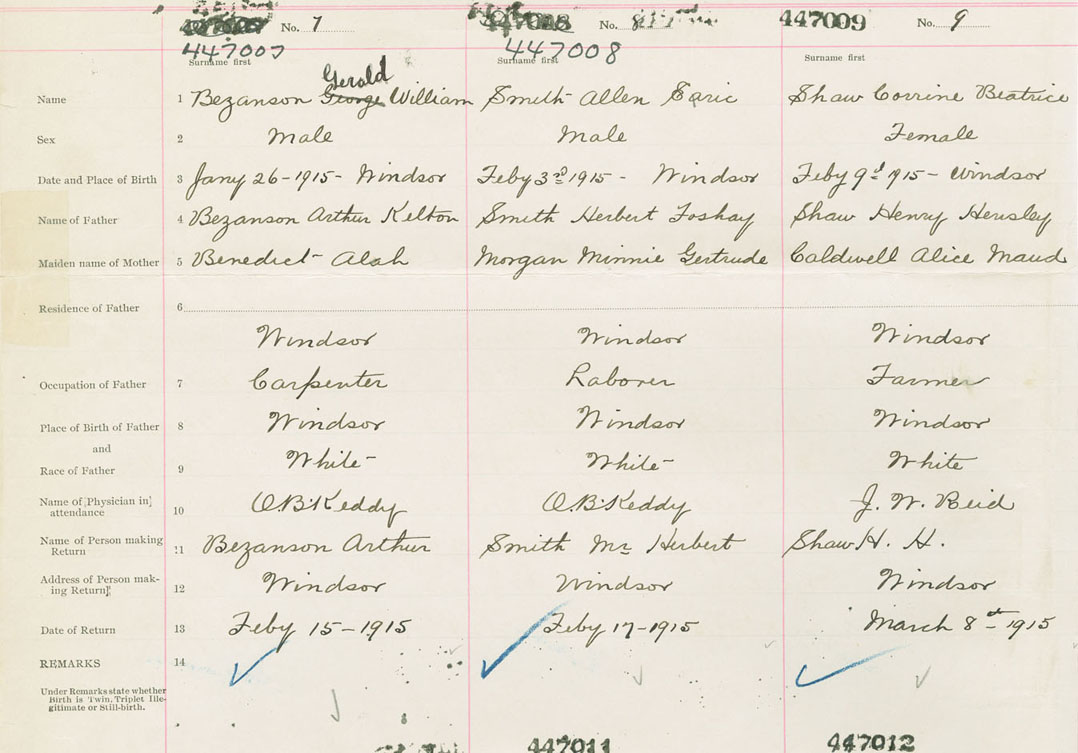 447007 No. 7 447008 No. 8 447009 No. 9
447007 447008
Surname first Surname first Surname first
Gerald
Name 1 Bezanson George William Smith Allen Earic Shaw Corrine Beatrice
Sex 2 Male Male Female
Date and Place of Birth 3 Jany 26-1915- Windsor Feby 3rd 1915 - Windsor Feby 9d 1915 - Windsor
Name of Father 4 Bezanson Arthur Kelton Smith Herbert Foshay Shaw Henry Hensley
Maiden name of Mother 5 Benedict Alah Morgan Minnie Gertrude Caldwell Alice Maud
Residence of Father 6
Windsor Windsor Windsor
Occupation of Father 7 Carpenter Laborer Farmer
Place of Birth of Father 8 Windsor Windsor Windsor
and
Race of Father 9 White White White
Name of Physician in
attendance 10 O.B. Keddy O.B. Keddy J. W. Reid
Name of Person making
Return 11 Bezanson Arthur Smith Mr Herbert Shaw H. H.
Address of Person mak-
ing Return 12 Windsor Windsor Windsor
Date of Return 13 Feby 15-1915 Feby 17-1915 March 8th 1915
REMARKS 14
Under Remarks state whether
Birth is Twin, Triplet Ille-
gitimate or Still-birth.
447011 447012